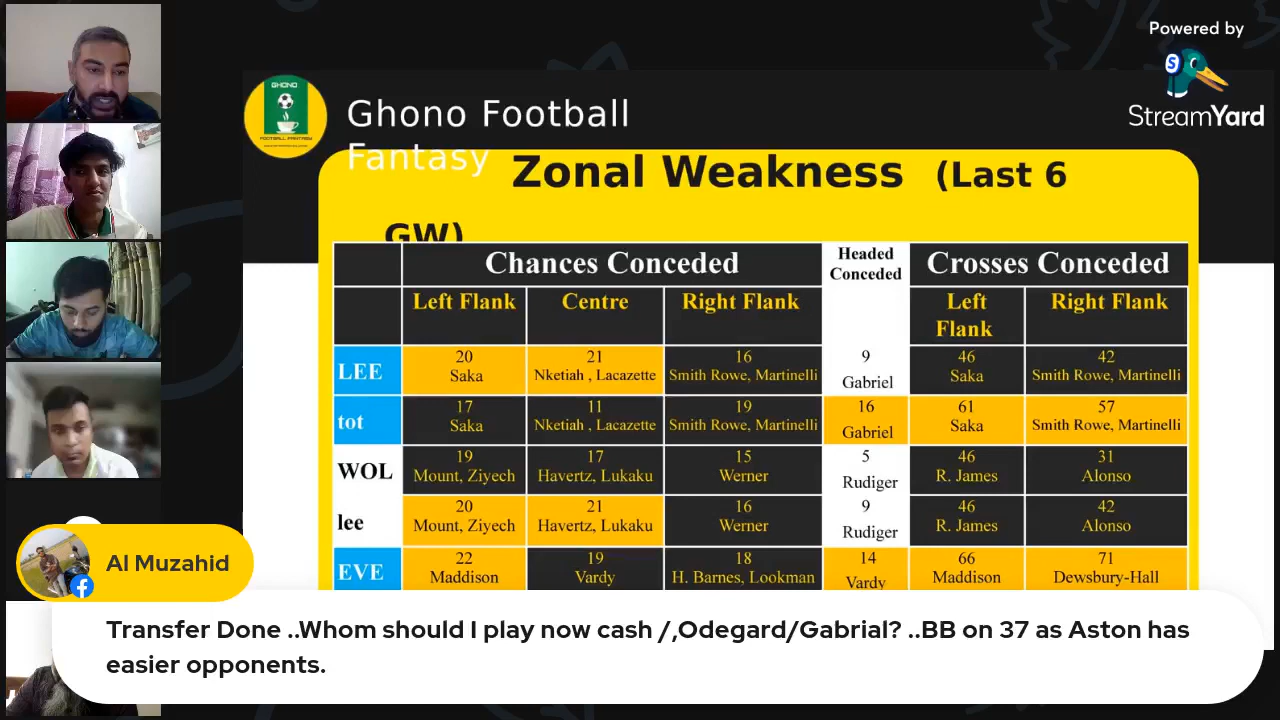 Powered by
StreamYard
GHONO
FOOTBALL FANTASY
Ghono Football
Fantasy
Zonal Weakness (Last 6
GW)
Chances Conceded
Headed
Conceded
Crosses Conceded
Left Flank
Centre
Right Flank
Left
Flank
Right Flank
LEE
20
Saka
21
Nketiah , Lacazette
16
Smith Rowe, Martinelli
9
Gabriel
46
Saka
42
Smith Rowe, Martinelli
tot
17
Saka
11
Nketiah , Lacazette
19
Smith Rowe, Martinelli
16
Gabriel
61
Saka
57
Smith Rowe, Martinelli
WOL
19
Mount, Ziyech
17
Havertz, Lukaku
15
Werner
5
Rudiger
46
R. James
31
Alonso
lee
20
Mount, Ziyech
21
Havertz, Lukaku
16
Werner
9
Rudiger
46
R. James
42
Alonso
EVE
22
Maddison
19
Vardy
18
H. Barnes, Lookman
14
Vardy
66
Maddison
71
Dewsbury-Hall
Al Muzahid
Transfer Done ..Whom should I play now cash /,Odegard/Gabrial? ..BB on 37 as Aston has
easier opponents.